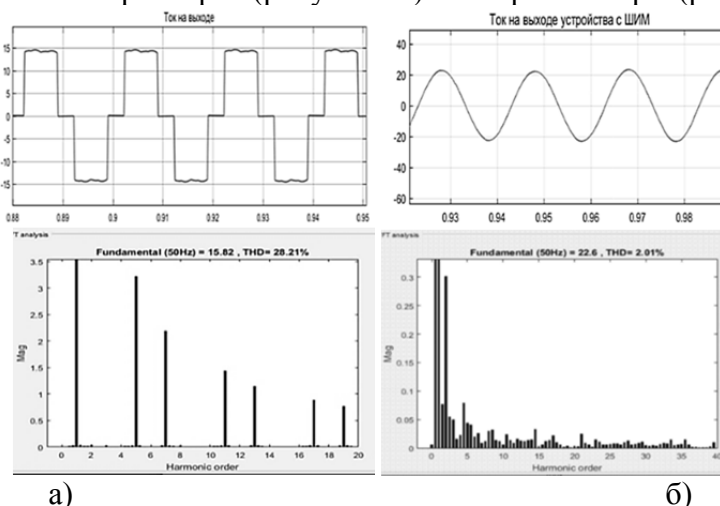 Ток на выходе
15
10
5
0
-5
-10
-15
0.88 0.89 0.9 0.91 0.92 0.93 0.94 0.95
Ток на выходе устройства с ШИМ
40
20
0
-20
-40
-60
0.93 0.94 0.95 0.96 0.97 0.98
T analysis
Fundamental (50Hz) = 15.82 , THD= 28.21%
3.5
3
2.5
2
1.5
1
0.5
0
Mag
0 2 4 6 8 10 12 14 16 18 20
Harmonic order
FT analysis
Fundamental (50Hz) = 22.6 , THD= 2.01%
0.3
0.25
0.2
0.15
0.1
0.05
0
Mag
0 5 10 15 20 25 30 35 40
Harmonic order
а) б)